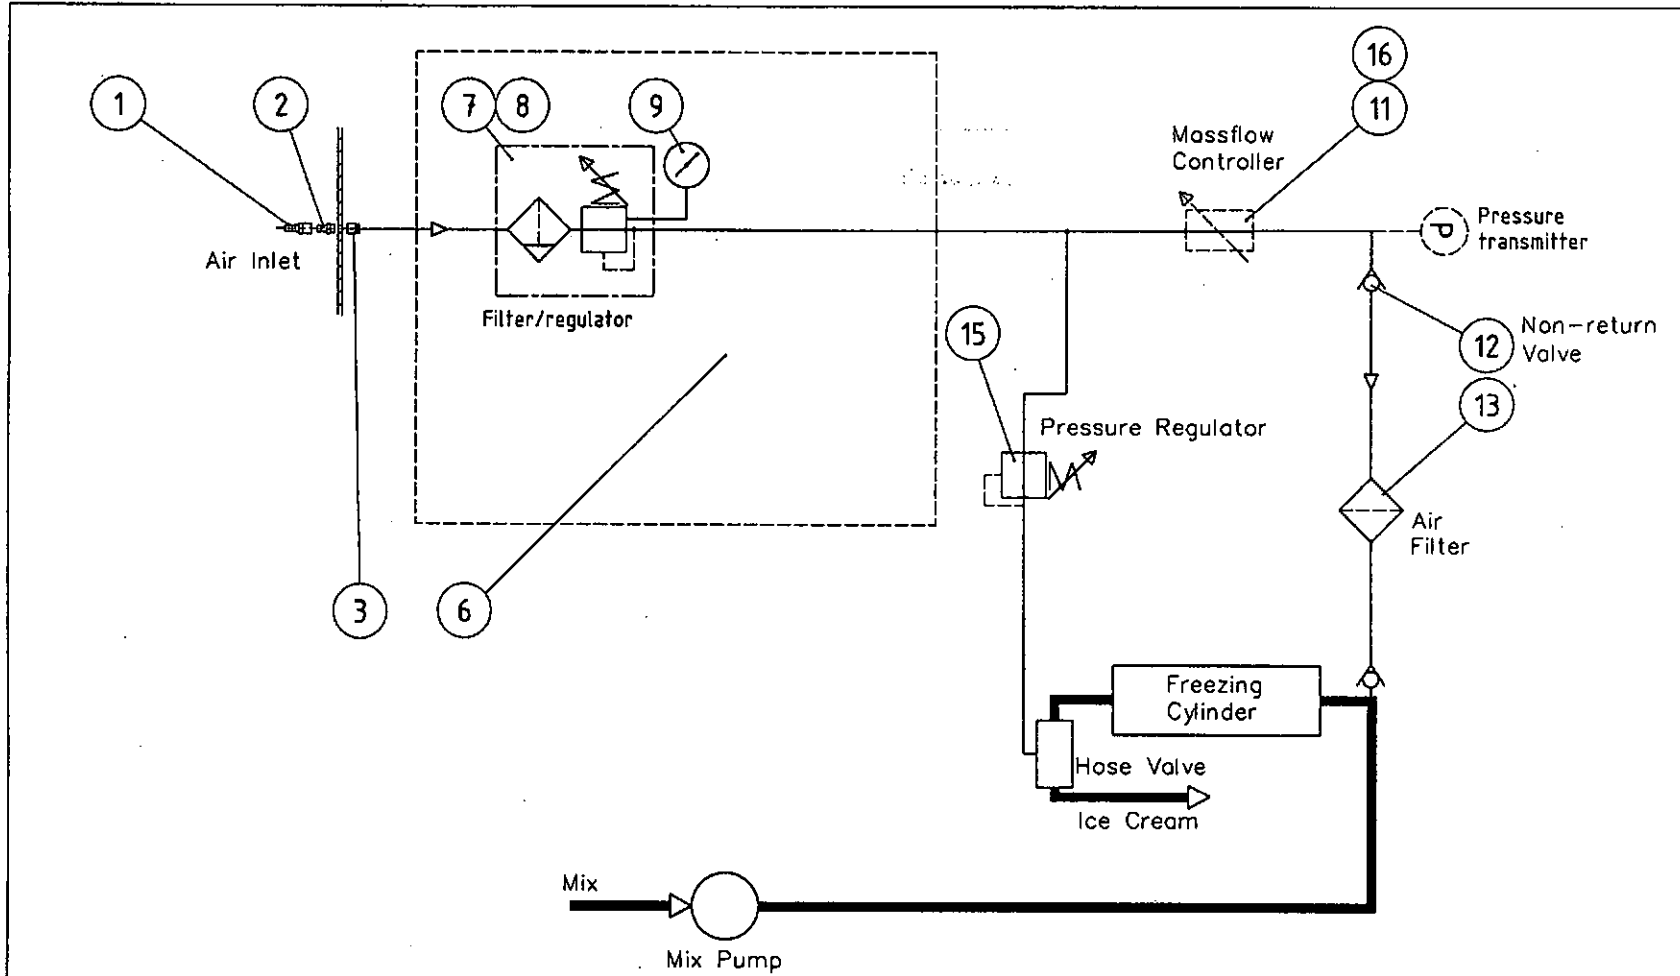 1
2
7
8
9
16
11
Massflow
Controller
Air Inlet
Pressure
transmitter
P
Filter/regulator
15
12
Non-return
Valve
13
Pressure Regulator
Air
Filter
3
6
Freezing
Cylinder
Hose Valve
Ice Cream
Mix
Mix Pump